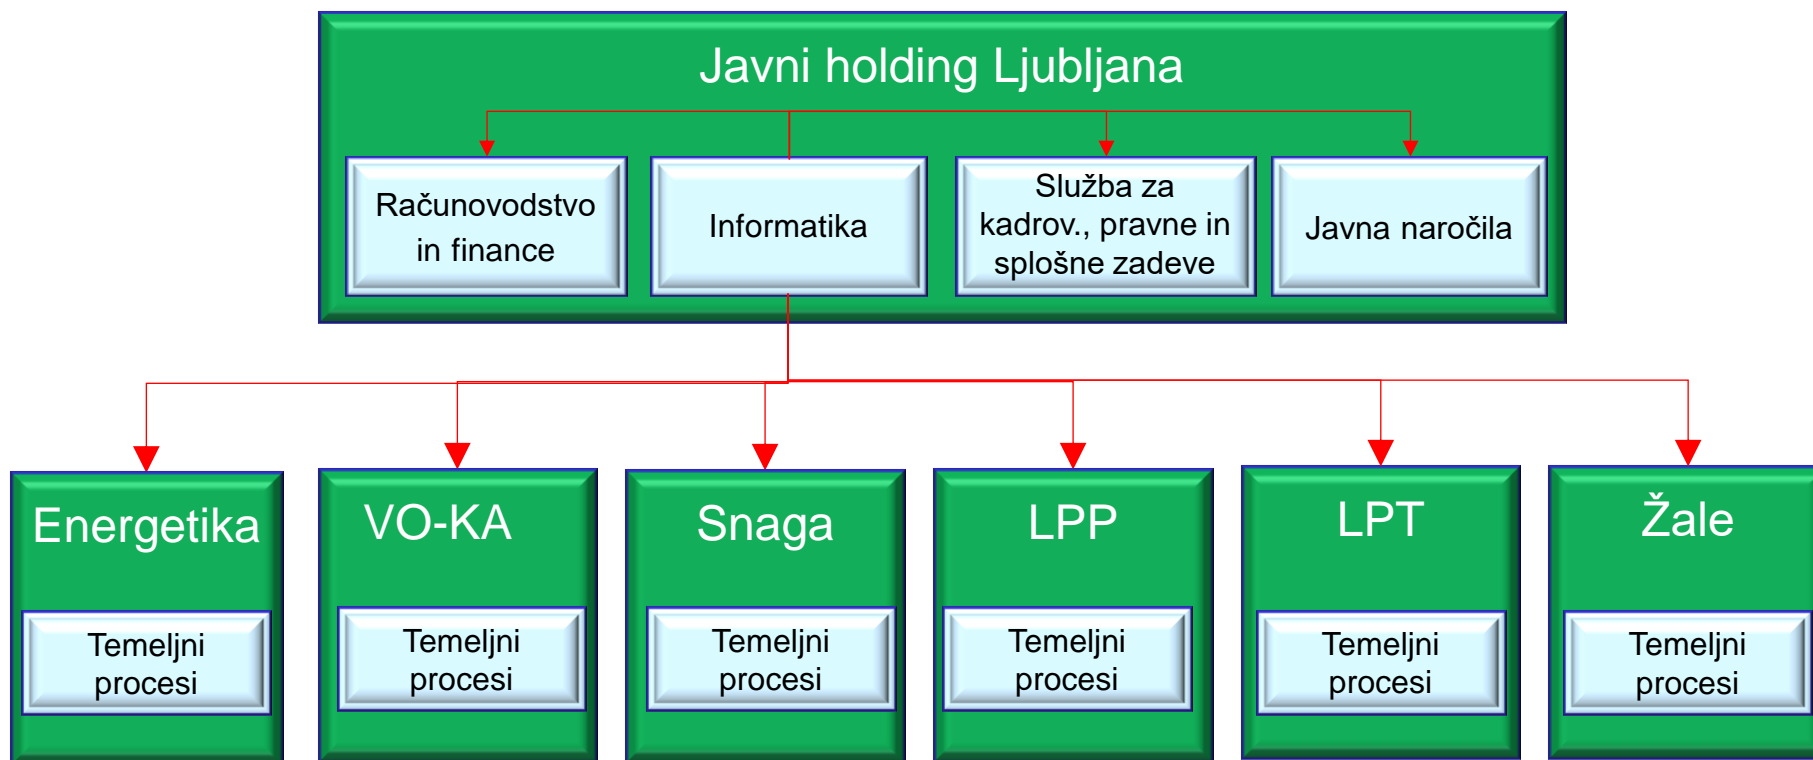 Javni holding Ljubljana
Računovodstvo
in finance
Informatika
Služba za
kadrov., pravne in
splošne zadeve
Javna naročila
Energetika
Temeljni
procesi
VO-KA
Temeljni
procesi
Snaga
Temeljni
procesi
LPP
Temeljni
procesi
LPT
Temeljni
procesi
Žale
Temeljni
procesi